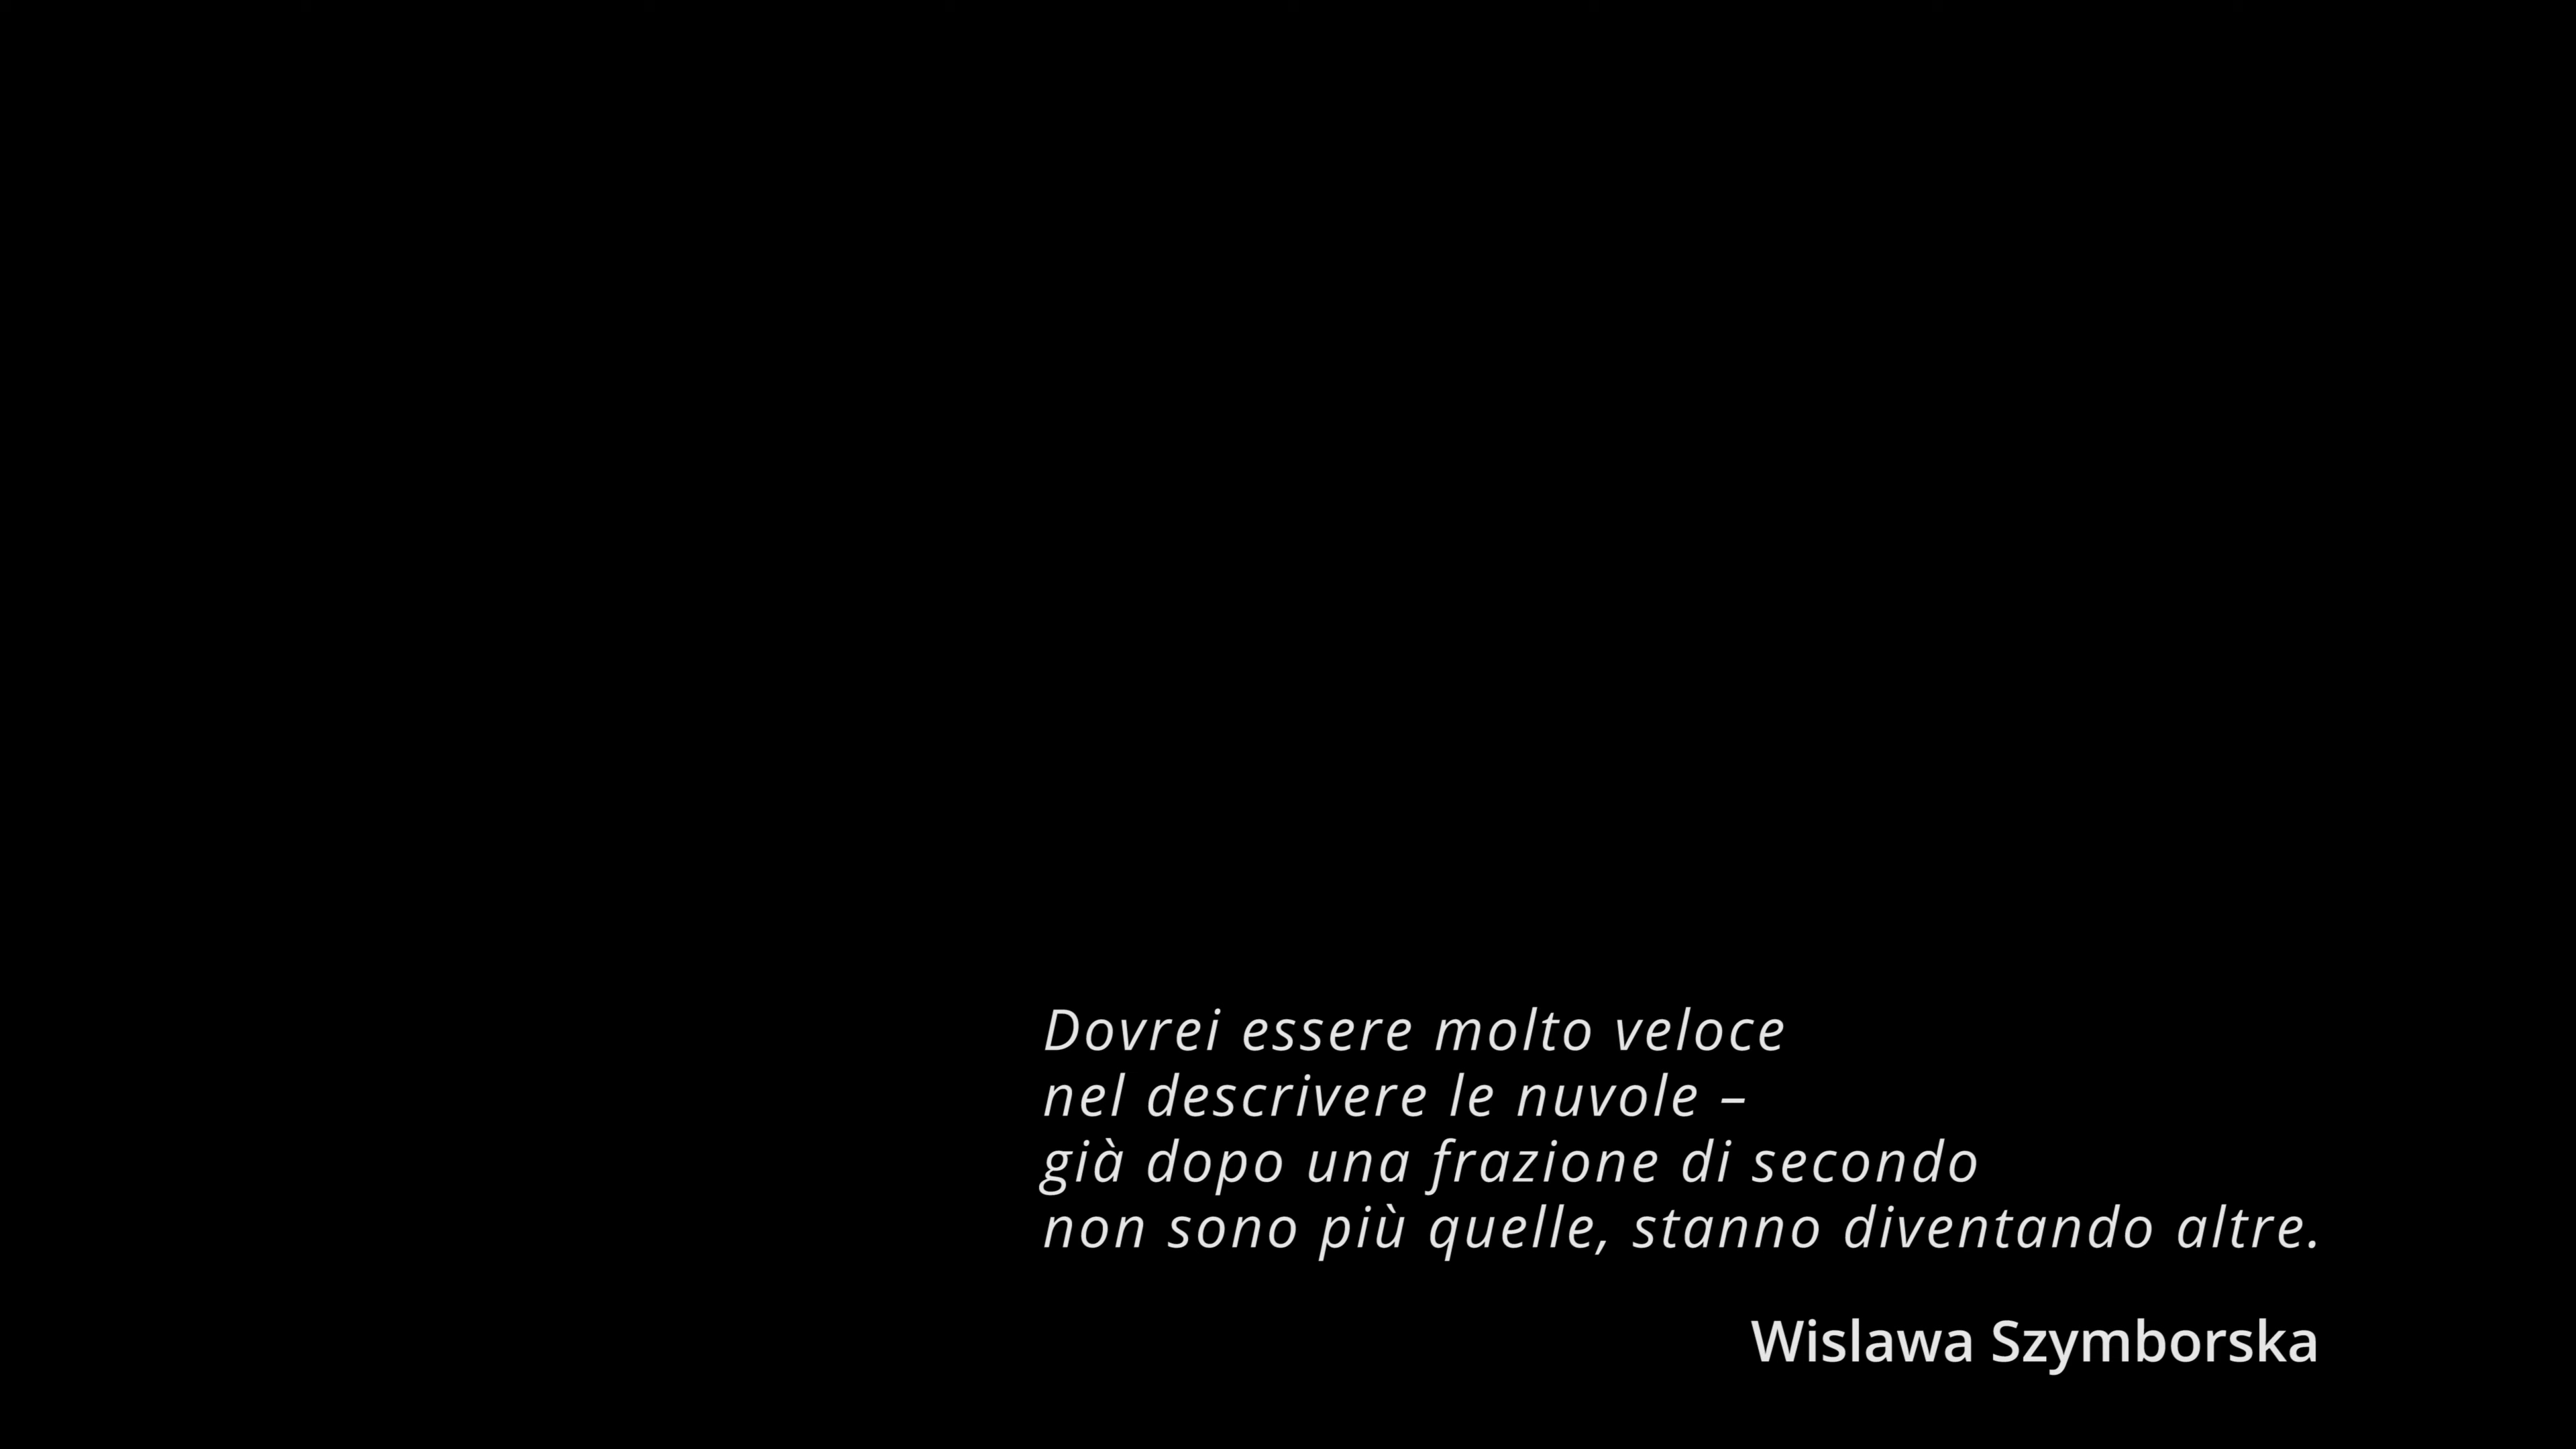 Dovrei essere molto veloce
nel descrivere le nuvole –
già dopo una frazione di secondo
non sono più quelle, stanno diventando altre.
Wislawa Szymborska